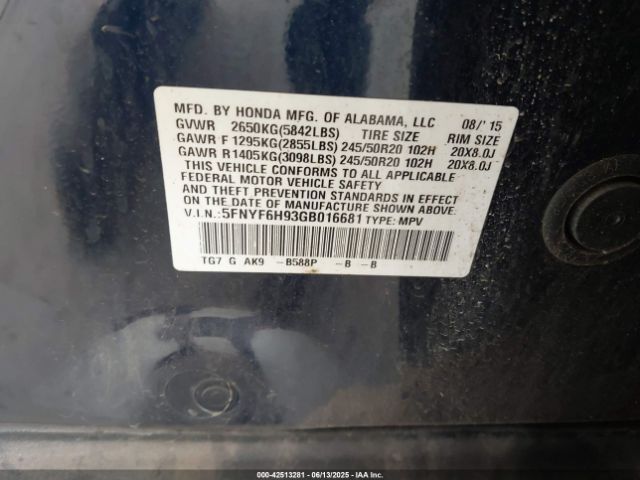 MFD. BY HONDA MFG. OF ALABAMA, LLC 08/'15
GVWR 2650KG(5842LBS) TIRE SIZE RIM SIZE
GAWR F 1295KG(2855LBS) 245/50R20 102H 20X8.0J
GAWR R1405KG(3098LBS) 245/50R20 102H 20X8.0J
THIS VEHICLE CONFORMS TO ALL APPLICABLE
FEDERAL MOTOR VEHICLE SAFETY, BUMPER,
AND THEFT PREVENTION STANDARDS IN EFFECT
ON THE DATE OF MANUFACTURE SHOWN ABOVE.
V.I.N.: 5FNYF6H93GB016681 TYPE: MPV
TG7 G AK9 -B588P -B -B
000-42513281 - 06/13/2025 - IAA Inc.